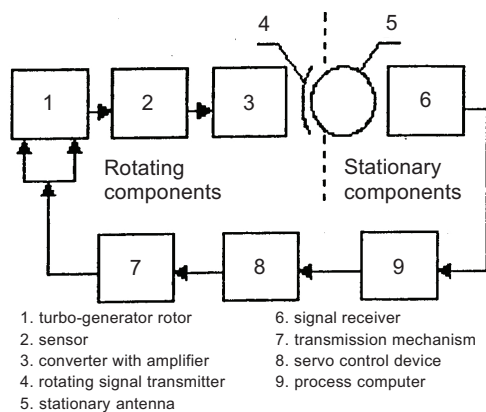 4
5
1
2
3
6
Rotating
components
Stationary
components
7
8
9
1. turbo-generator rotor
2. sensor
3. converter with amplifier
4. rotating signal transmitter
5. stationary antenna
6. signal receiver
7. transmission mechanism
8. servo control device
9. process computer